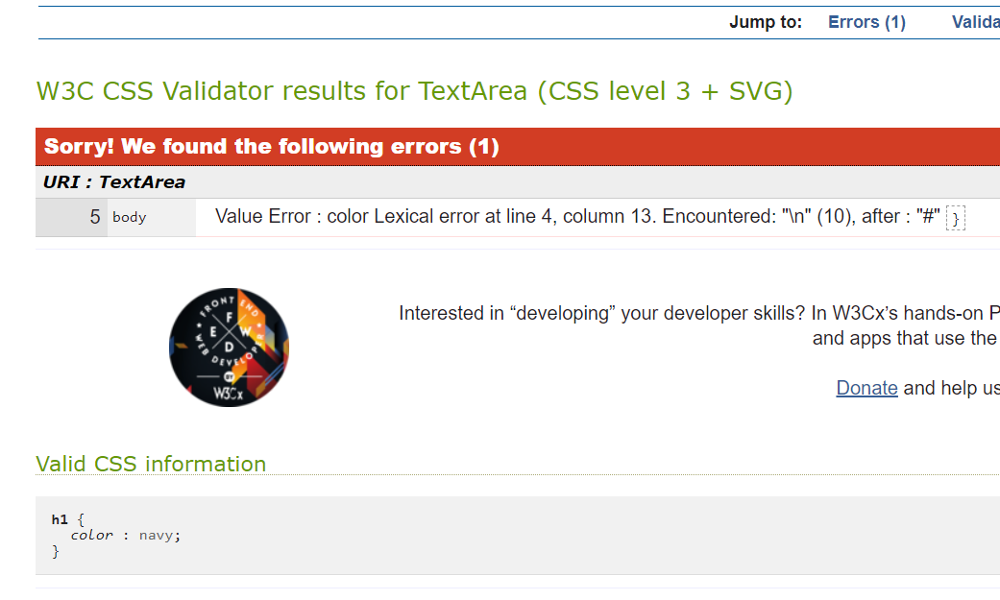 Jump to: Errors (1) Valida
W3C CSS Validator results for TextArea (CSS level 3 + SVG)
Sorry! We found the following errors (1)
URI : TextArea
5 body Value Error : color Lexical error at line 4, column 13. Encountered: "\n" (10), after : "#" }
FRONT END
F E W D
WEB DEVELOPER
BY
W3Cx
Interested in “developing” your developer skills? In W3Cx’s hands-on P
and apps that use the
Donate and help us
Valid CSS information
h1 {
color : navy;
}